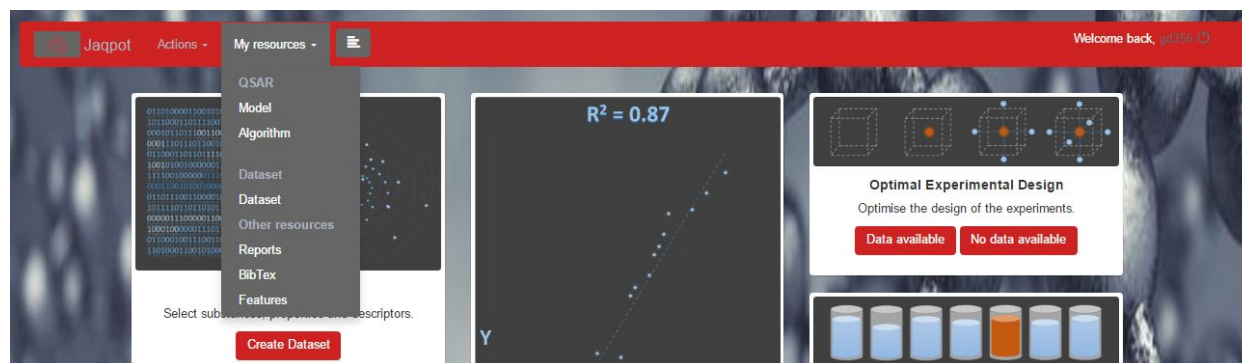 Jaqpot
Actions
My resources
Welcome back, gd356
QSAR
Model
Algorithm
Dataset
Dataset
Other resources
Reports
BibTex
Features
Select descriptors.
Create Dataset
R² = 0.87
Y
Optimal Experimental Design
Optimise the design of the experiments.
Data available
No data available